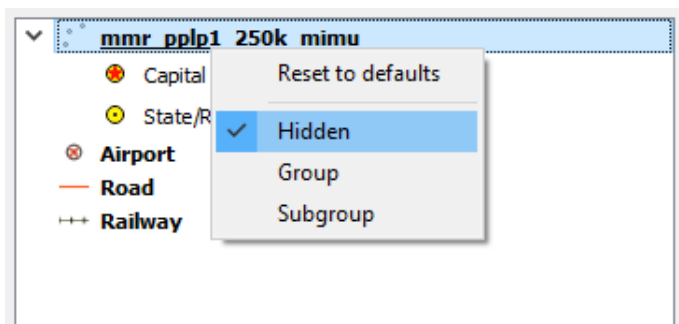 mmr_pplp1_250k_mimu
Capital
Reset to defaults
State/R
Hidden
Airport
Group
Road
Subgroup
Railway